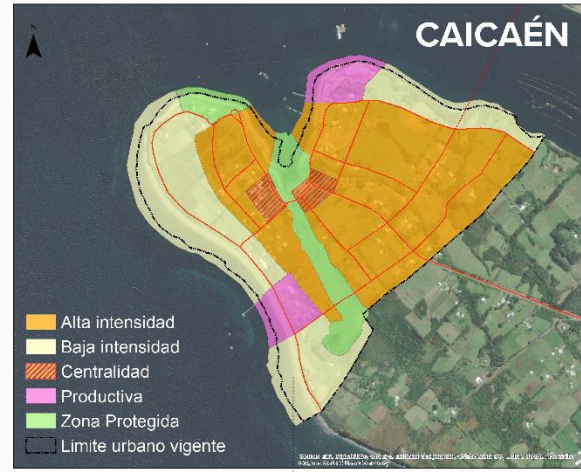 N
CAICAÉN
Alta intensidad
Baja intensidad
Centralidad
Productiva
Zona Protegida
Limite urbano vigente